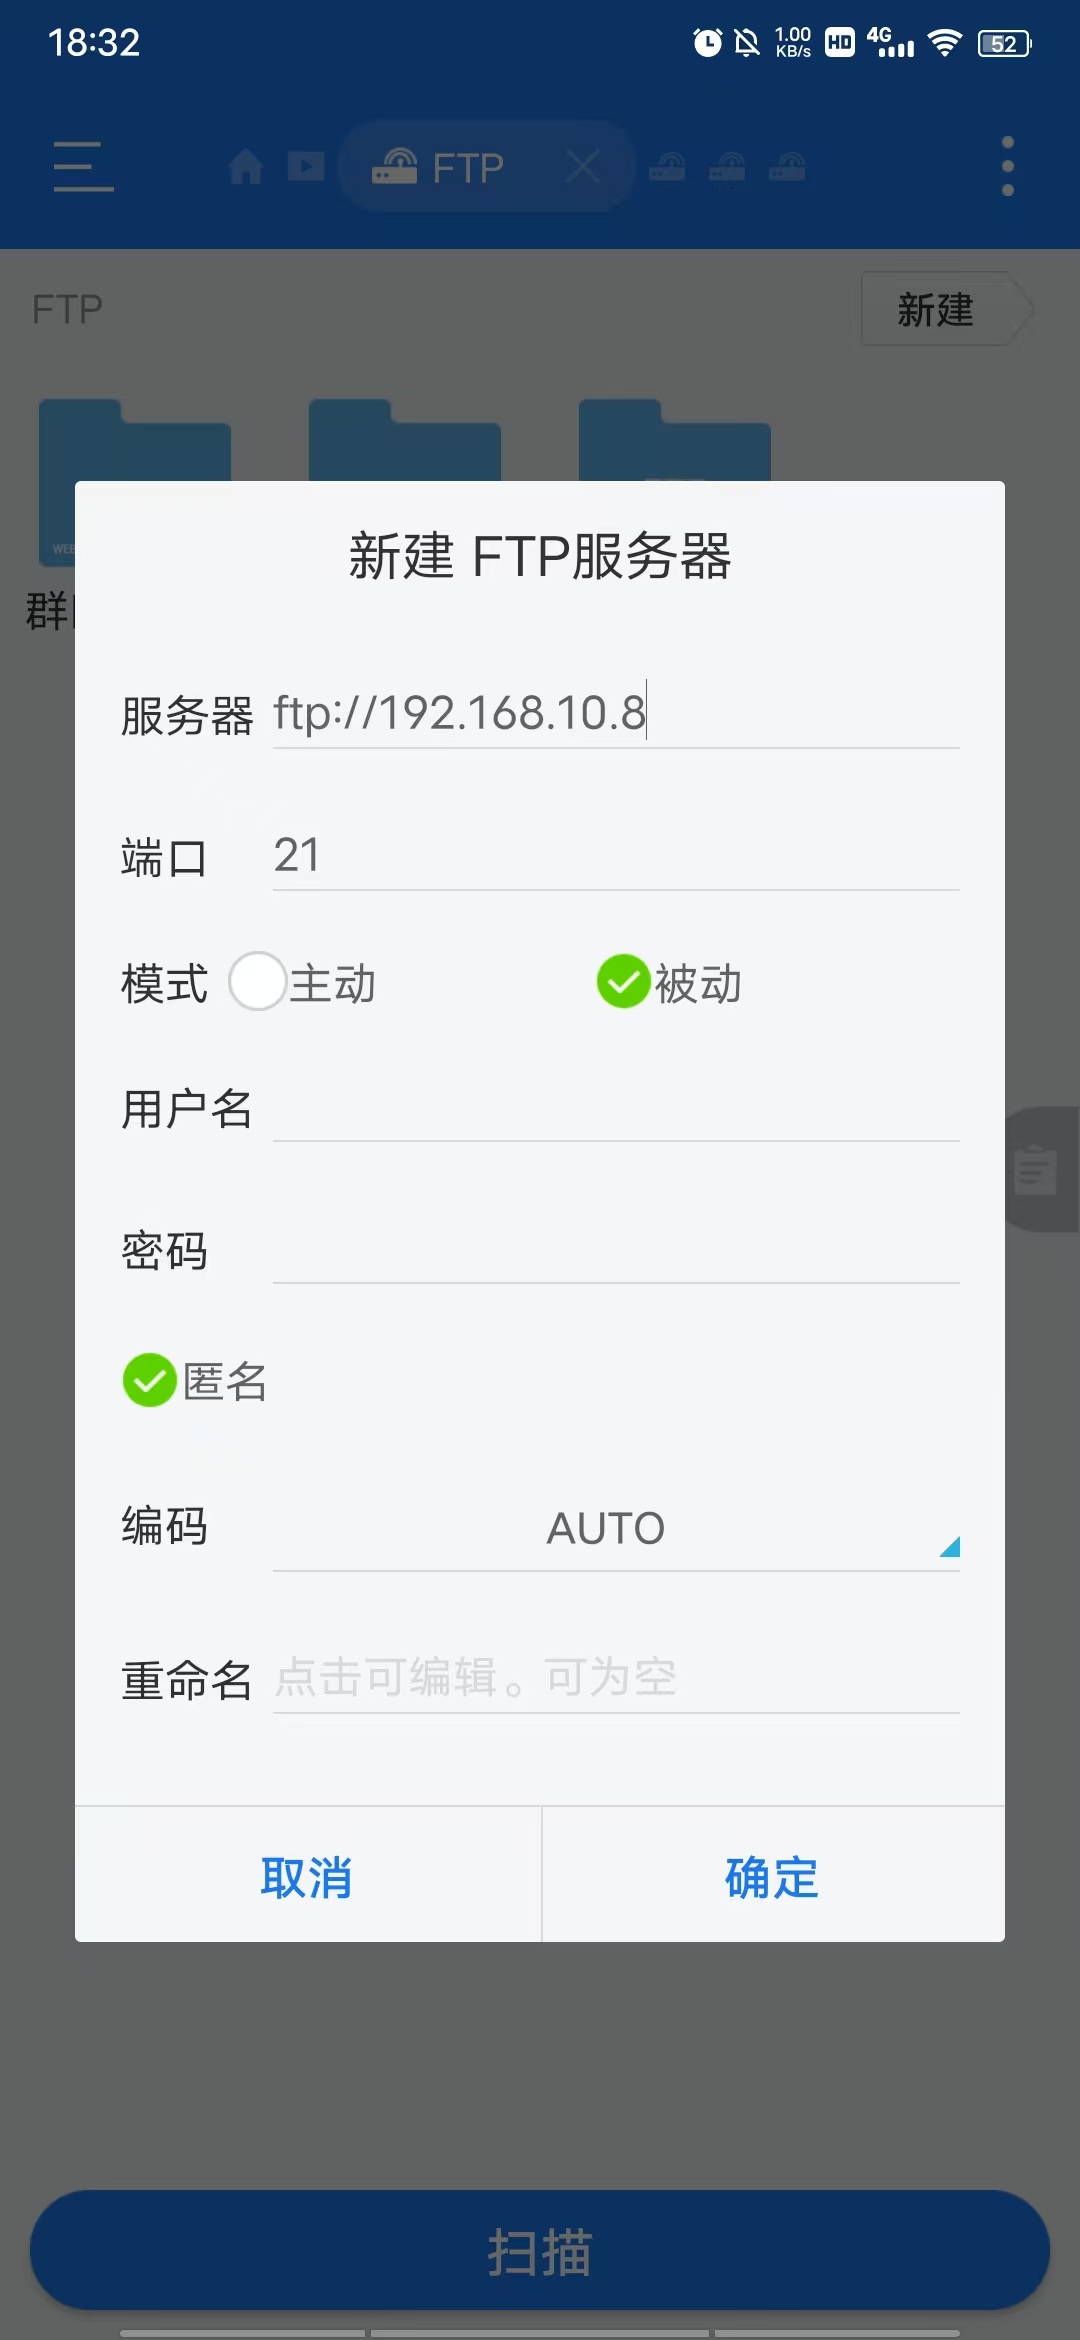 18:32
1.00
KB/s
HD
4G
52
FTP
FTP
新建
群
新建 FTP服务器
服务器 ftp://192.168.10.8
端口 21
模式 主动 被动
用户名
密码
匿名
编码 AUTO
重命名 点击可编辑。可为空
取消 确定
扫描